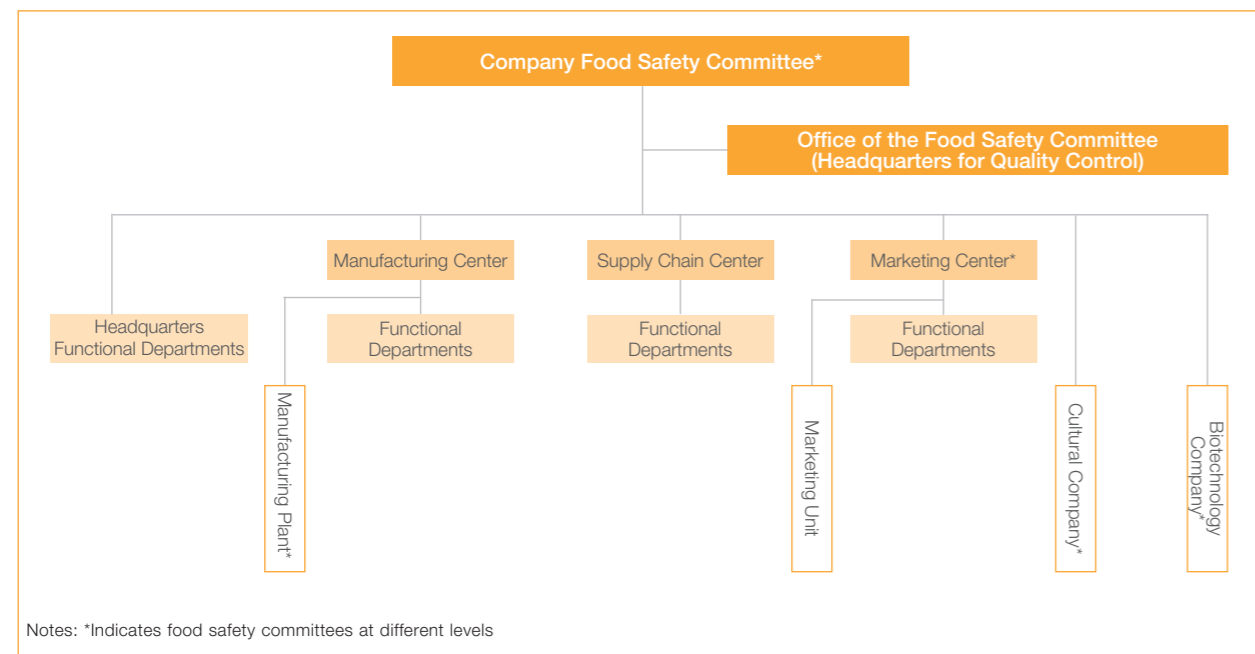 Company Food Safety Committee*
Office of the Food Safety Committee
(Headquarters for Quality Control)
Manufacturing Center
Supply Chain Center
Marketing Center*
Headquarters
Functional Departments
Functional
Departments
Functional
Departments
Functional
Departments
Manufacturing Plant*
Marketing Unit
Cultural Company*
Biotechnology
Company*
Notes: *Indicates food safety committees at different levels